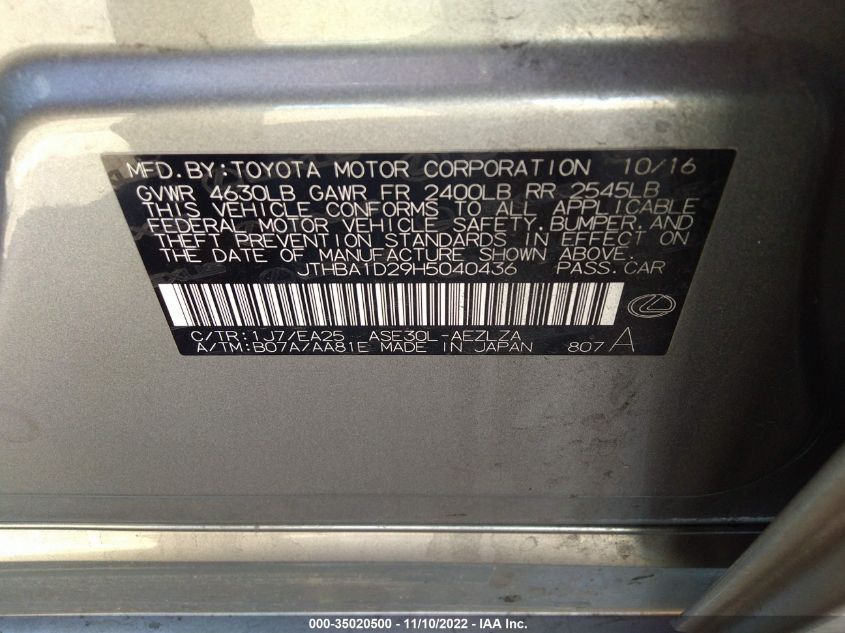 MFD.BY:TOYOTA MOTOR CORPORATION 10/16
GVWR 4630LB GAWR FR 2400LB RR 2545LB
THIS VEHICLE CONFORMS TO ALL APPLICABLE
FEDERAL MOTOR VEHICLE SAFETY,BUMPER,AND
THEFT PREVENTION STANDARDS IN EFFECT ON
THE DATE OF MANUFACTURE SHOWN ABOVE.
JTHBA1D29H5040436 PASS.CAR
C/TR:1J7/EA25 ASE30L-AEZLZA
A/TM:B07A/AA81E MADE IN JAPAN 807 A
000-35020500 - 11/10/2022 - IAA Inc.